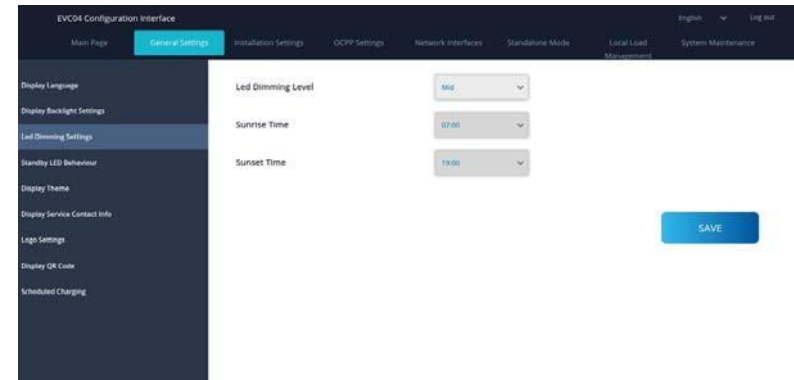 EVC04 Configuration Interface
English
Log out
Main Page
General Settings
Installation Settings
OCPP Settings
Network Interfaces
Standalone Mode
Local Load
Management
System Maintenance
Display Language
Display Backlight Settings
Led Dimming Settings
Standby LED Behaviour
Display Theme
Display Service Contact Info
Logo Settings
Display QR Code
Scheduled Charging
Led Dimming Level
Mid
Sunrise Time
07:00
Sunset Time
19:00
SAVE